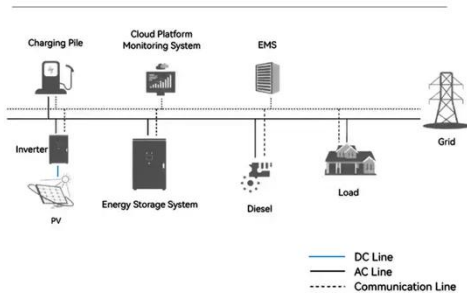 Charging Pile
Cloud Platform
Monitoring System
EMS
Grid
Inverter
PV
Energy Storage System
Diesel
Load
DC Line
AC Line
Communication Line